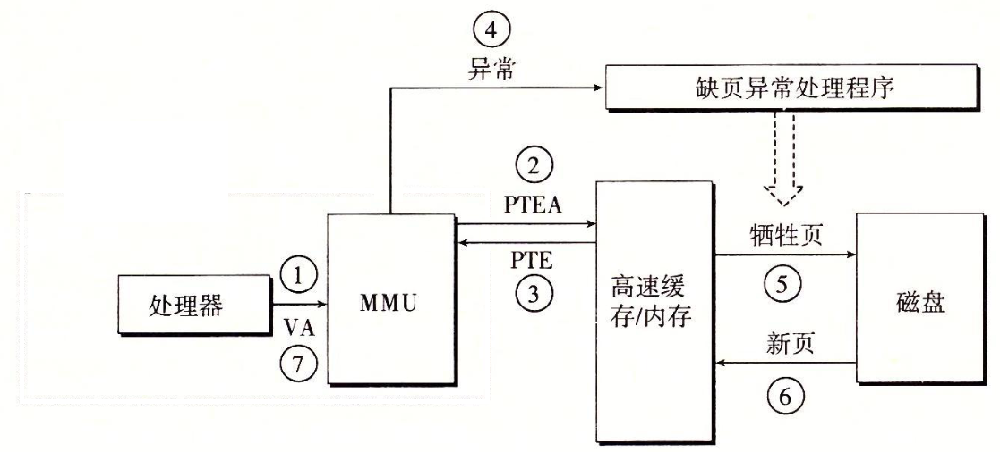 ④
异常
缺页异常处理程序
②
PTEA
PTE
③
①
处理器
VA
⑦
MMU
高速缓
存/内存
牺牲页
⑤
新页
⑥
磁盘